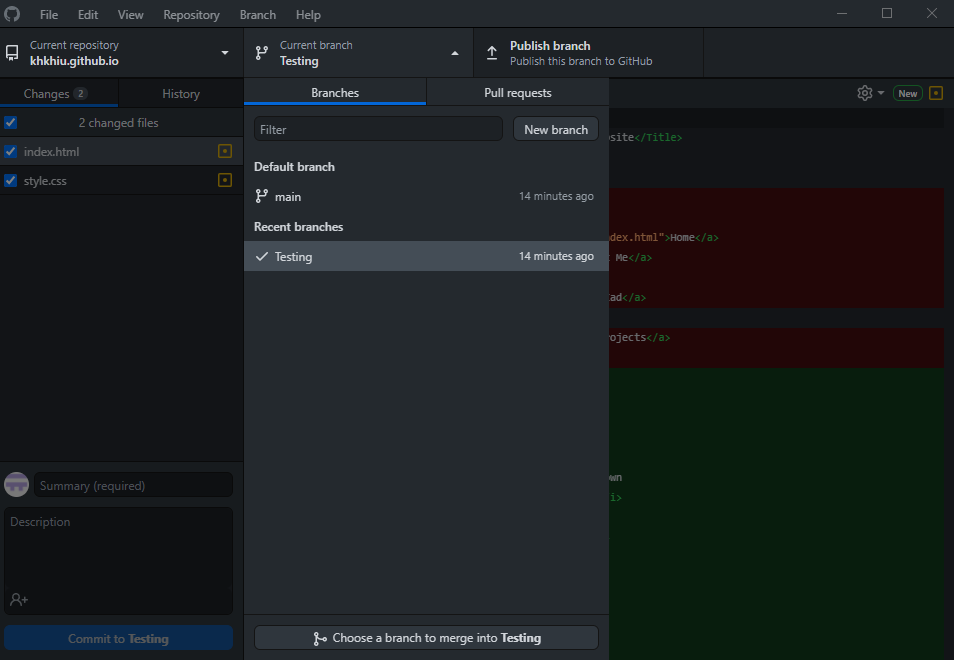 File Edit View Repository Branch Help
Current repository
khkhiu.github.io
Current branch
Testing
Publish branch
Publish this branch to GitHub
Changes 2
History
Branches
Pull requests
New
2 changed files
Filter
New branch
site</Title>
index.html
style.css
Default branch
main 14 minutes ago
Recent branches
dex.html">Home</a>
Testing 14 minutes ago
Me</a>
ad</a>
ojects</a>
wn
i>
Summary (required)
Description
Commit to Testing
Choose a branch to merge into Testing